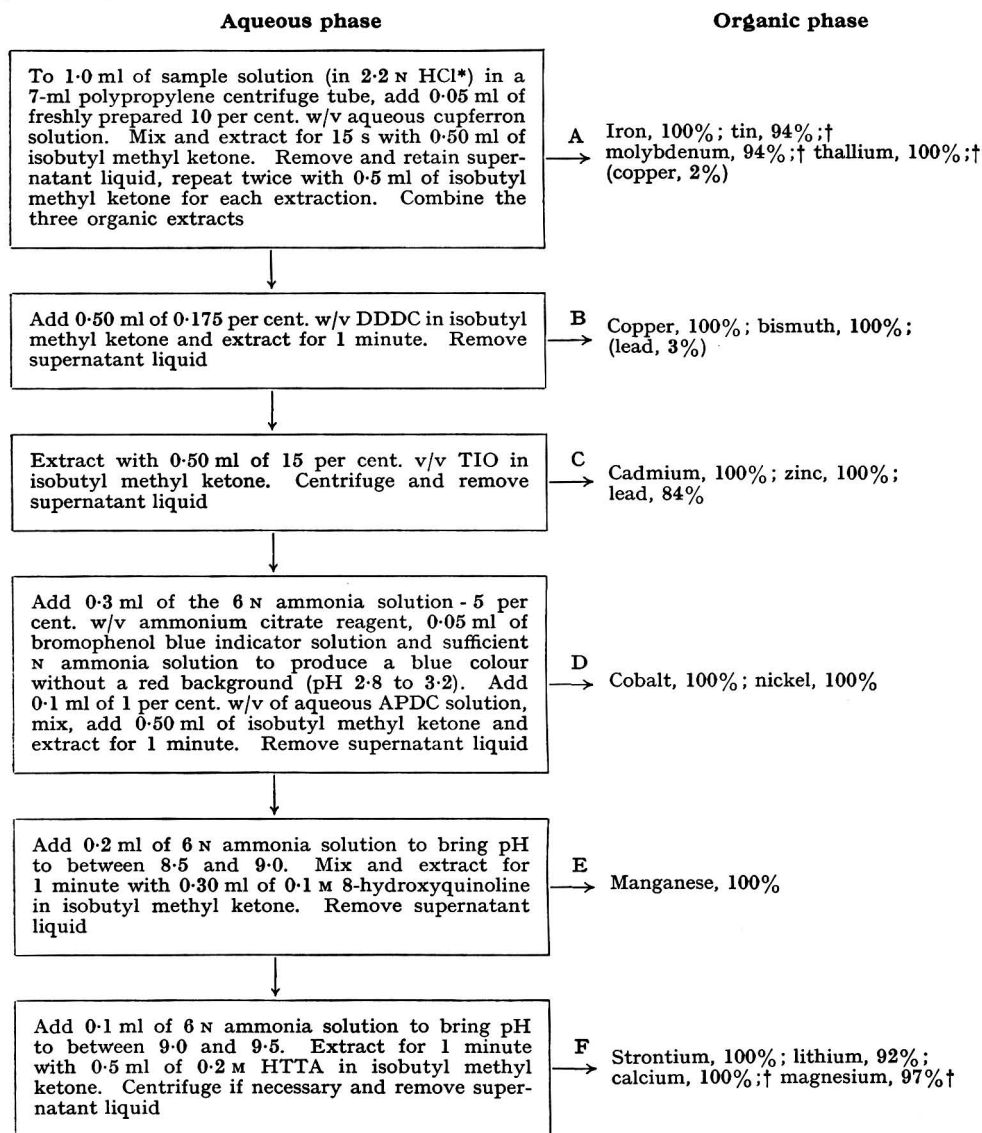 Aqueous phase
Organic phase
To 1·0 ml of sample solution (in 2·2 N HCl*) in a
7-ml polypropylene centrifuge tube, add 0·05 ml of
freshly prepared 10 per cent. w/v aqueous cupferron
solution. Mix and extract for 15 s with 0·50 ml of
isobutyl methyl ketone. Remove and retain super-
natant liquid, repeat twice with 0·5 ml of isobutyl
methyl ketone for each extraction. Combine the
three organic extracts
A
Iron, 100%; tin, 94%;†
molybdenum, 94%;† thallium, 100%;†
(copper, 2%)
Add 0·50 ml of 0·175 per cent. w/v DDDC in isobutyl
methyl ketone and extract for 1 minute. Remove
supernatant liquid
B
Copper, 100%; bismuth, 100%;
(lead, 3%)
Extract with 0·50 ml of 15 per cent. v/v TIO in
isobutyl methyl ketone. Centrifuge and remove
supernatant liquid
C
Cadmium, 100%; zinc, 100%;
lead, 84%
Add 0·3 ml of the 6 N ammonia solution - 5 per
cent. w/v ammonium citrate reagent, 0·05 ml of
bromophenol blue indicator solution and sufficient
N ammonia solution to produce a blue colour
without a red background (pH 2·8 to 3·2). Add
0·1 ml of 1 per cent. w/v of aqueous APDC solution,
mix, add 0·50 ml of isobutyl methyl ketone and
extract for 1 minute. Remove supernatant liquid
D
Cobalt, 100%; nickel, 100%
Add 0·2 ml of 6 N ammonia solution to bring pH
to between 8·5 and 9·0. Mix and extract for
1 minute with 0·30 ml of 0·1 M 8-hydroxyquinoline
in isobutyl methyl ketone. Remove supernatant
liquid
E
Manganese, 100%
Add 0·1 ml of 6 N ammonia solution to bring pH
to between 9·0 and 9·5. Extract for 1 minute
with 0·5 ml of 0·2 M HTTA in isobutyl methyl
ketone. Centrifuge if necessary and remove super-
natant liquid
F
Strontium, 100%; lithium, 92%;
calcium, 100%;† magnesium, 97%†